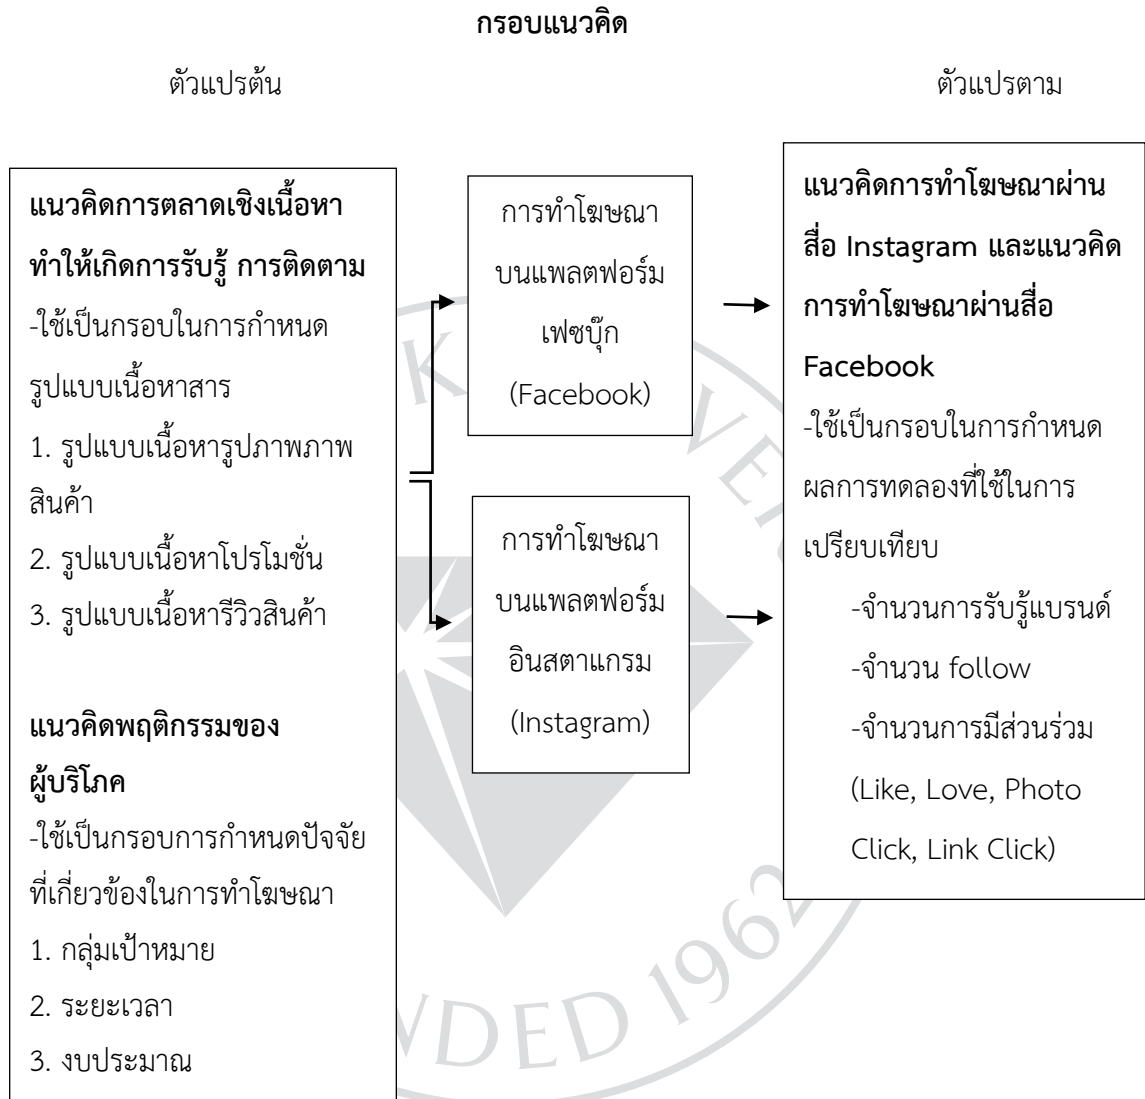 กรอบแนวคิด
ตัวแปรต้น
ตัวแปรตาม
แนวคิดการตลาดเชิงเนื้อหา
ทำให้เกิดการรับรู้ การติดตาม
-ใช้เป็นกรอบในการกำหนด
รูปแบบเนื้อหาสาร
1. รูปแบบเนื้อหารูปภาพภาพ
สินค้า
2. รูปแบบเนื้อหาโปรโมชั่น
3. รูปแบบเนื้อหารีวิวสินค้า
แนวคิดพฤติกรรมของ
ผู้บริโภค
-ใช้เป็นกรอบการกำหนดปัจจัย
ที่เกี่ยวข้องในการทำโฆษณา
1. กลุ่มเป้าหมาย
2. ระยะเวลา
3. งบประมาณ
การทำโฆษณา
บนแพลตฟอร์ม
เฟซบุ๊ก
(Facebook)
การทำโฆษณา
บนแพลตฟอร์ม
อินสตาแกรม
(Instagram)
แนวคิดการทำโฆษณาผ่าน
สื่อ Instagram และแนวคิด
การทำโฆษณาผ่านสื่อ
Facebook
-ใช้เป็นกรอบในการกำหนด
ผลการทดลองที่ใช้ในการ
เปรียบเทียบ
-จำนวนการรับรู้แบรนด์
-จำนวน follow
-จำนวนการมีส่วนร่วม
(Like, Love, Photo
Click, Link Click)
1962